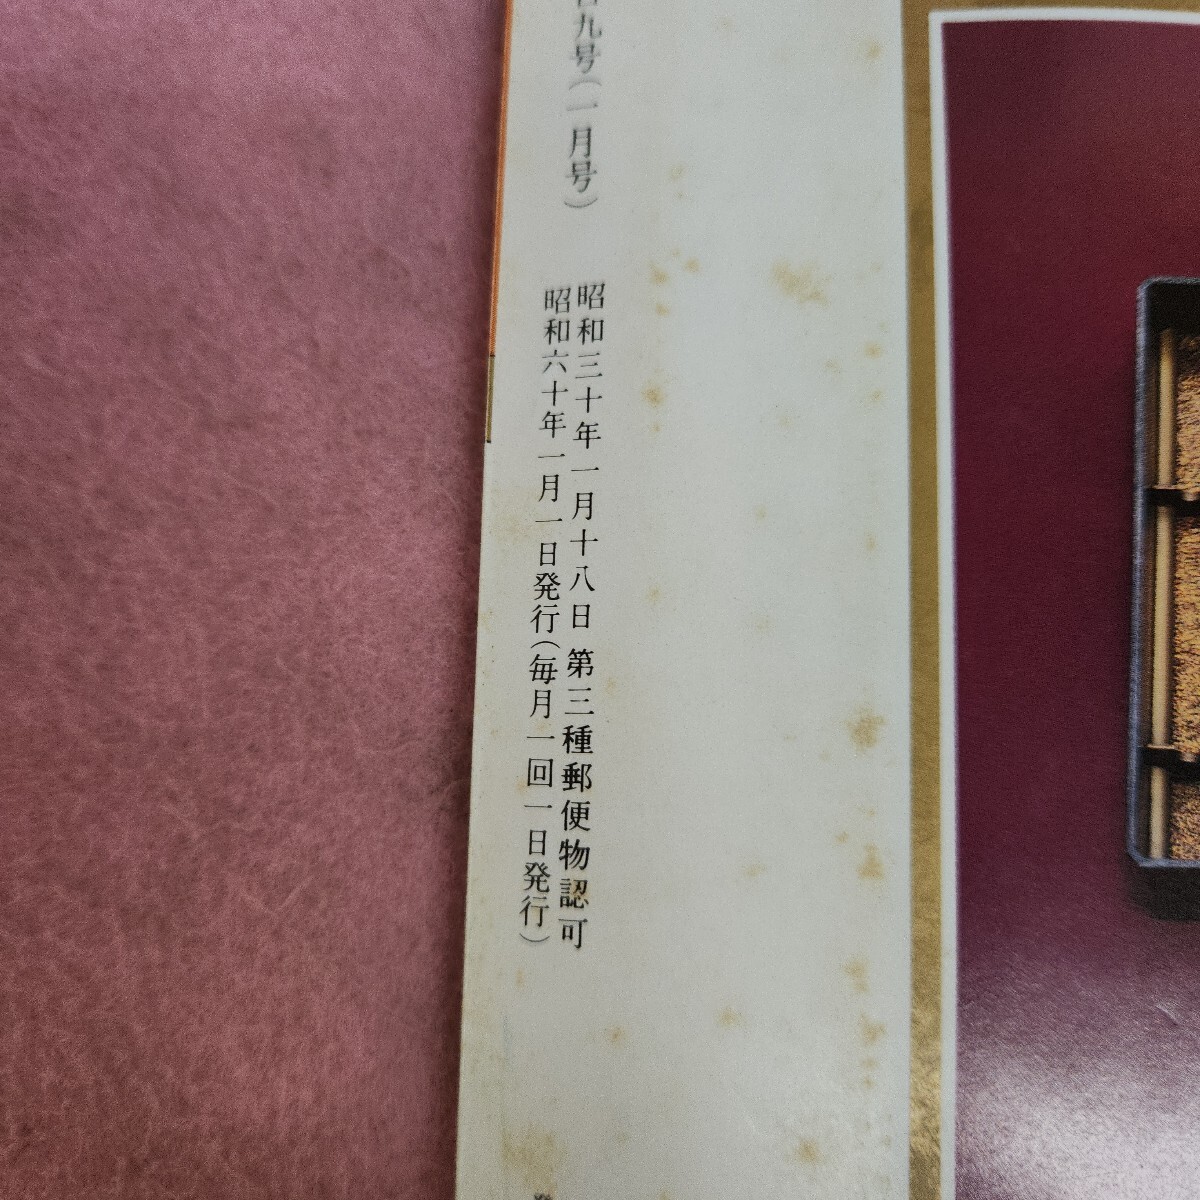 九号(一月号)
昭和三十年一月十八日 第三種郵便物認可
昭和六十年一月一日発行(毎月一回一日発行)